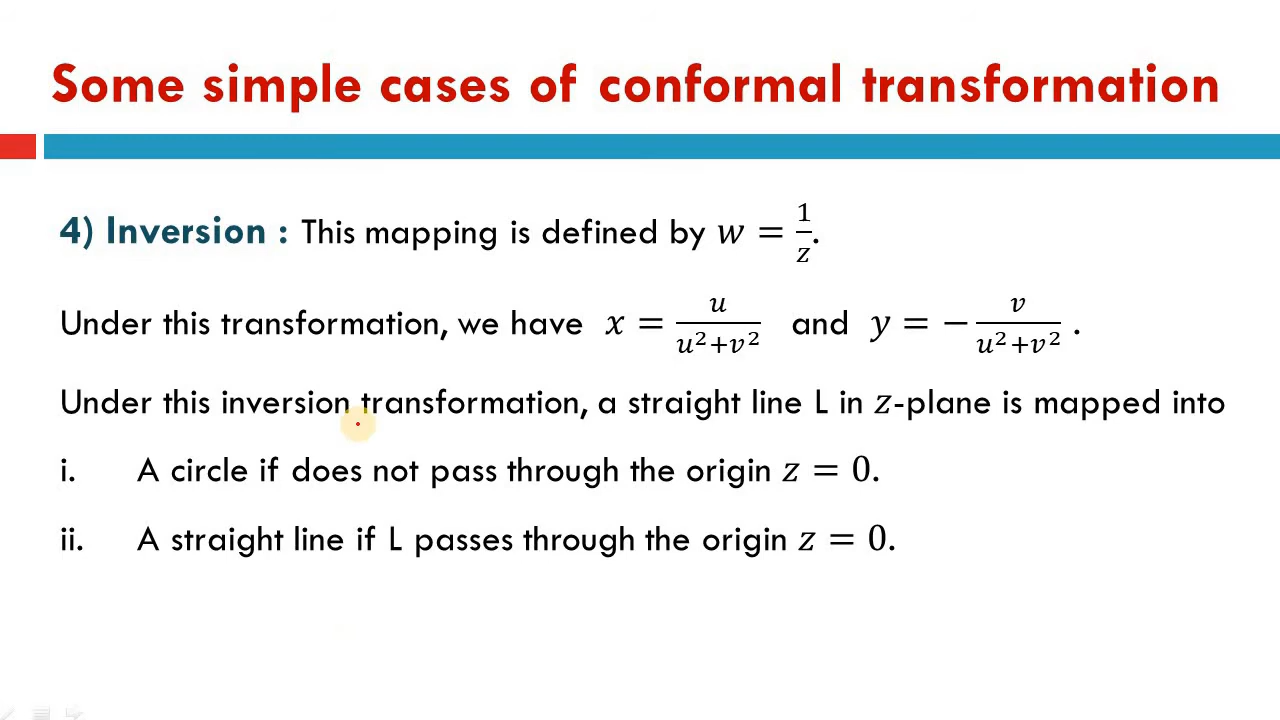 Some simple cases of conformal transformation
4) Inversion : This mapping is defined by 𝑤 = 1/𝑧.
Under this transformation, we have 𝑥 = 𝑢/(𝑢²+𝑣²) and 𝑦 = −𝑣/(𝑢²+𝑣²) .
Under this inversion transformation, a straight line L in 𝑧-plane is mapped into
i. A circle if does not pass through the origin 𝑧 = 0.
ii. A straight line if L passes through the origin 𝑧 = 0.